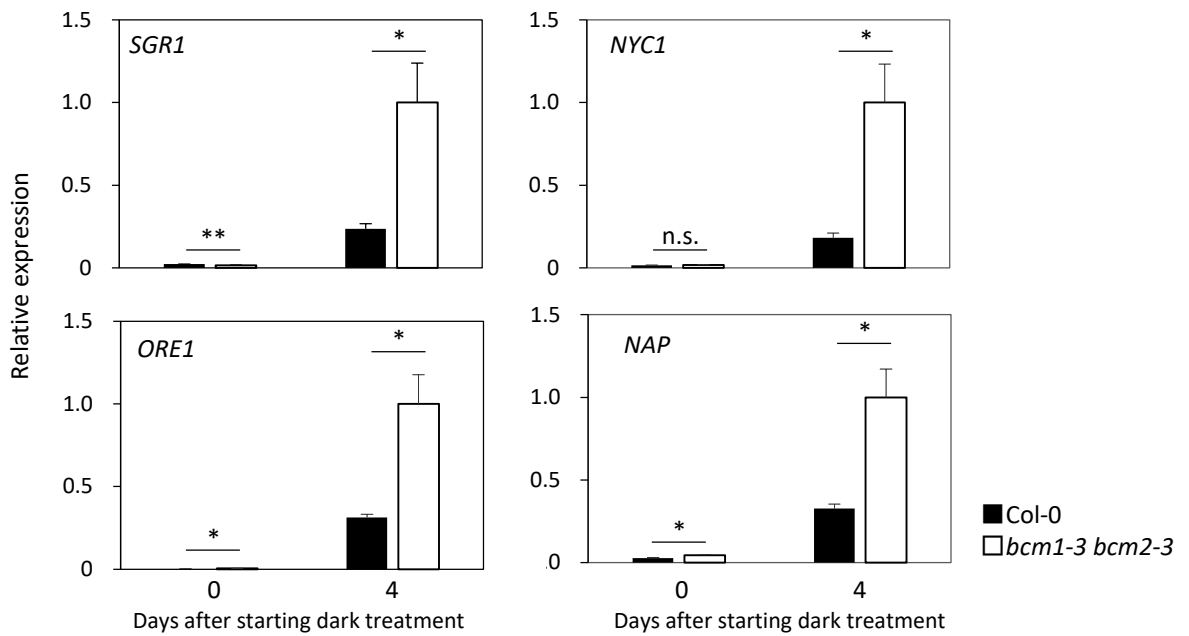 Relative expression
1.5
1.0
0.5
0
SGR1
**
*
1.5
1.0
0.5
0
NYC1
n.s.
*
1.5
1.0
0.5
0
ORE1
*
*
0 4
Days after starting dark treatment
1.5
1.0
0.5
.0
NAP
*
*
0 4
Days after starting dark treatment
Col-0
bcm1-3 bcm2-3